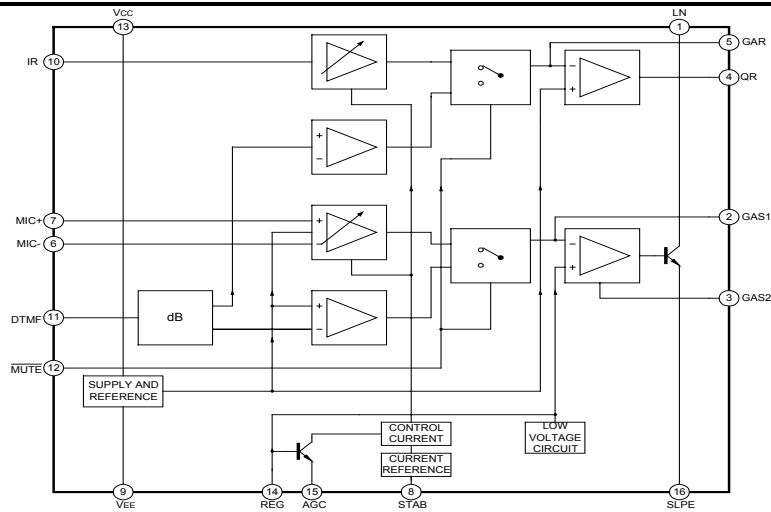 VCC
LN
13
1
5 GAR
IR 10
4 QR
+
−
−
+
MIC+ 7
+
2 GAS1
MIC- 6
−
−
+
3 GAS2
DTMF 11
dB
+
−
MUTE 12
SUPPLY AND
REFERENCE
CONTROL
CURRENT
LOW
VOLTAGE
CIRCUIT
CURRENT
REFERENCE
9
14
15
8
16
VEE
REG
AGC
STAB
SLPE